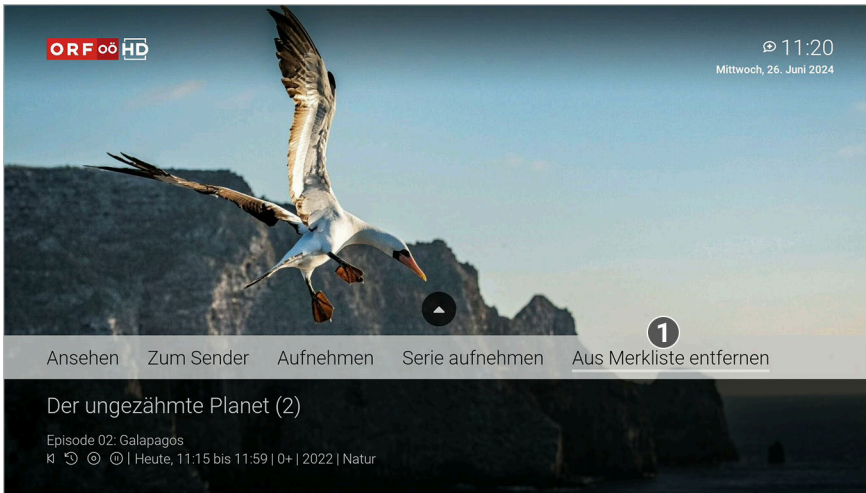 ORF oö HD
11:20
Mittwoch, 26. Juni 2024
1
Ansehen Zum Sender Aufnehmen Serie aufnehmen Aus Merkliste entfernen
Der ungezähmte Planet (2)
Episode 02: Galapagos
| Heute, 11:15 bis 11:59 | 0+ | 2022 | Natur